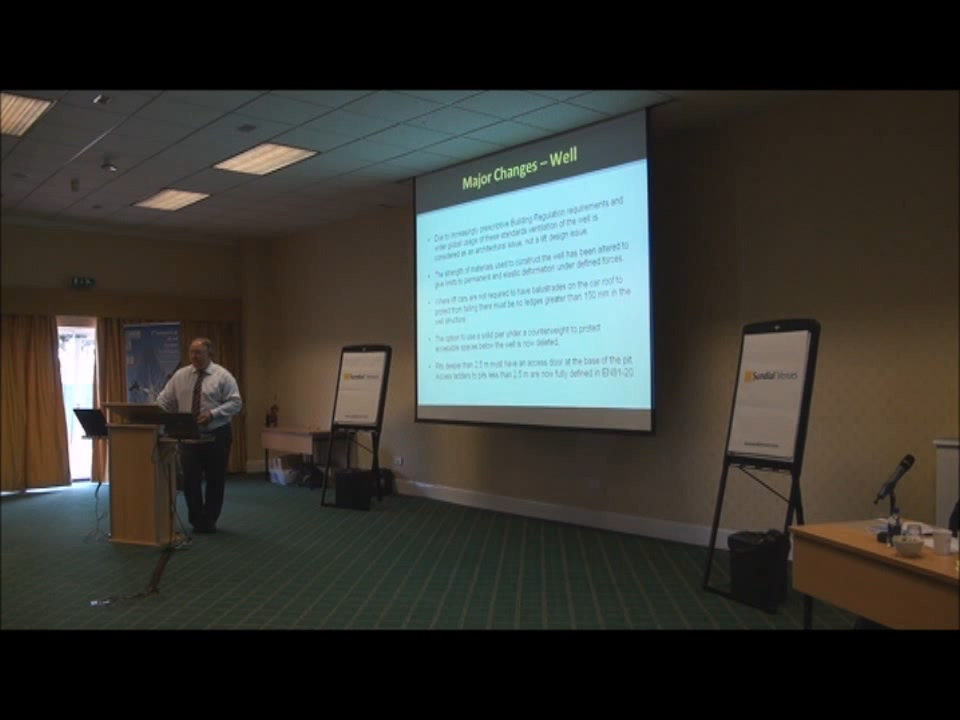 Major Changes – Well
• Due to increasingly prescriptive Building Regulation requirements and
wider global usage of these standards ventilation of the well is
considered as an architectural issue, not a lift design issue.
• The strength of materials used to construct the well has been altered to
give limits to permanent and elastic deformation under defined forces.
• Where lift cars are not required to have balustrades on the car roof to
protect from falling there must be no ledges greater than 150 mm in the
well structure.
• The option to use a solid pier under a counterweight to protect
accessible spaces below the well is now deleted.
• Pits deeper than 2.5 m must have an access door at the base of the pit.
Access ladders to pits less than 2.5 m are now fully defined in EN81-20.
Sundial Venues
Sundial Venues